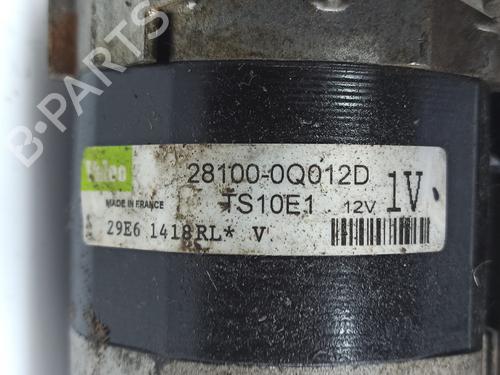 B-PARTS
Valeo
28100-0Q012D
MADE IN FRANCE
TS10E1 12V 1V
29E6 1418RL* V